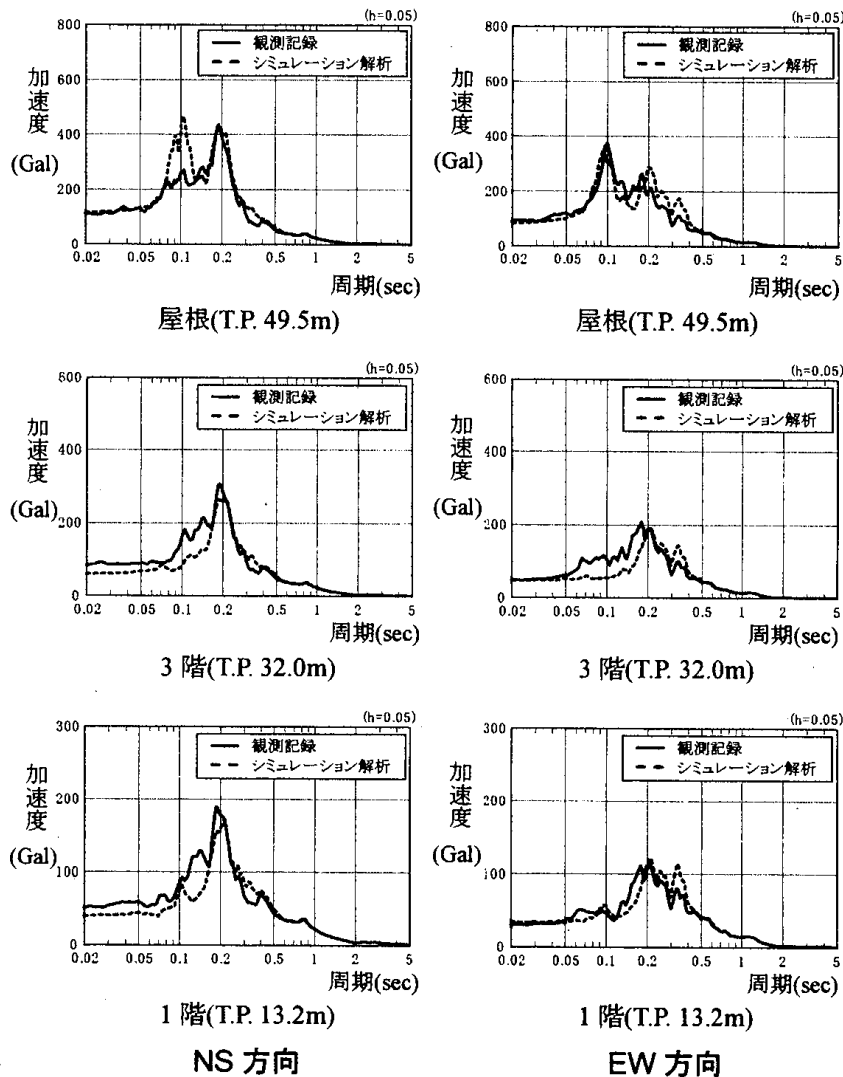 (h=0.05)
800
600
400
200
0
加速度
(Gal)
観測記録
シミュレーション解析
0.02 0.05 0.1 0.2 0.5 1 2 5
周期(sec)
屋根(T.P. 49.5m)
(h=0.05)
800
600
400
200
0
加速度
(Gal)
観測記録
シミュレーション解析
0.02 0.05 0.1 0.2 0.5 1 2 5
周期(sec)
屋根(T.P. 49.5m)
(h=0.05)
600
400
200
0
加速度
(Gal)
観測記録
シミュレーション解析
0.02 0.05 0.1 0.2 0.5 1 2 5
周期(sec)
3 階(T.P. 32.0m)
(h=0.05)
600
400
200
0
加速度
(Gal)
観測記録
シミュレーション解析
0.02 0.05 0.1 0.2 0.5 1 2 5
周期(sec)
3 階(T.P. 32.0m)
(h=0.05)
300
200
100
0
加速度
(Gal)
観測記録
シミュレーション解析
0.02 0.05 0.1 0.2 0.5 1 2 5
周期(sec)
1 階(T.P. 13.2m)
(h=0.05)
300
200
100
0
加速度
(Gal)
観測記録
シミュレーション解析
0.02 0.05 0.1 0.2 0.5 1 2 5
周期(sec)
1 階(T.P. 13.2m)
NS 方向
EW 方向